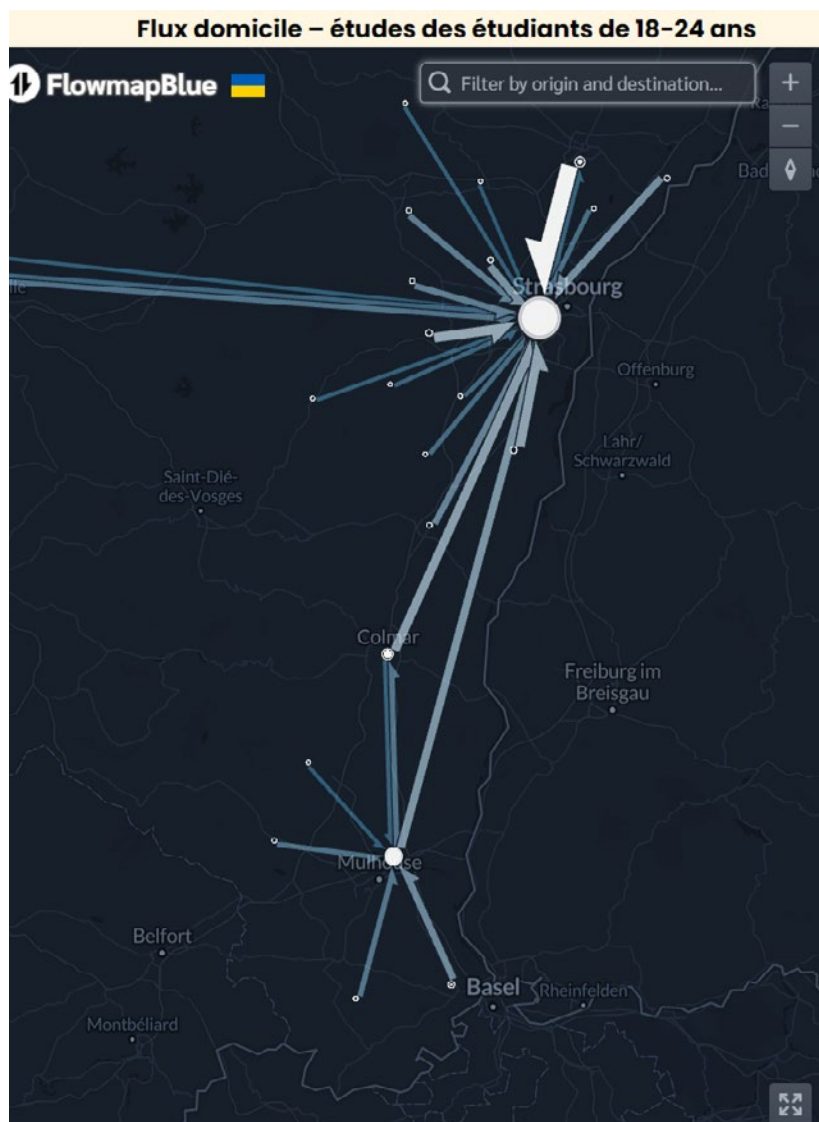 Flux domicile – études des étudiants de 18-24 ans
FlowmapBlue
Filter by origin and destination...
Strasbourg
Offenburg
Lahr/
Schwarzwald
Saint-Dié-
des-Vosges
Colmar
Freiburg im
Breisgau
Mulhouse
Belfort
Basel
Rheinfelden
Montbéliard